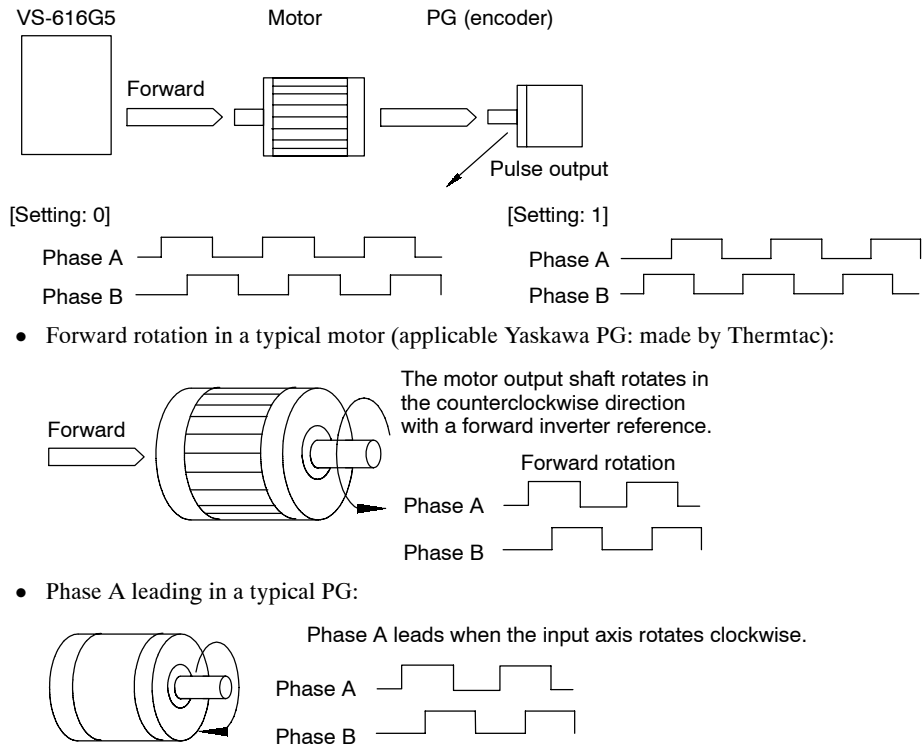 VS-616G5
Motor
PG (encoder)
Forward
Pulse output
[Setting: 0]
[Setting: 1]
Phase A
Phase B
Phase A
Phase B
• Forward rotation in a typical motor (applicable Yaskawa PG: made by Thermtac):
Forward
The motor output shaft rotates in
the counterclockwise direction
with a forward inverter reference.
Forward rotation
Phase A
Phase B
• Phase A leading in a typical PG:
Phase A leads when the input axis rotates clockwise.
Phase A
Phase B